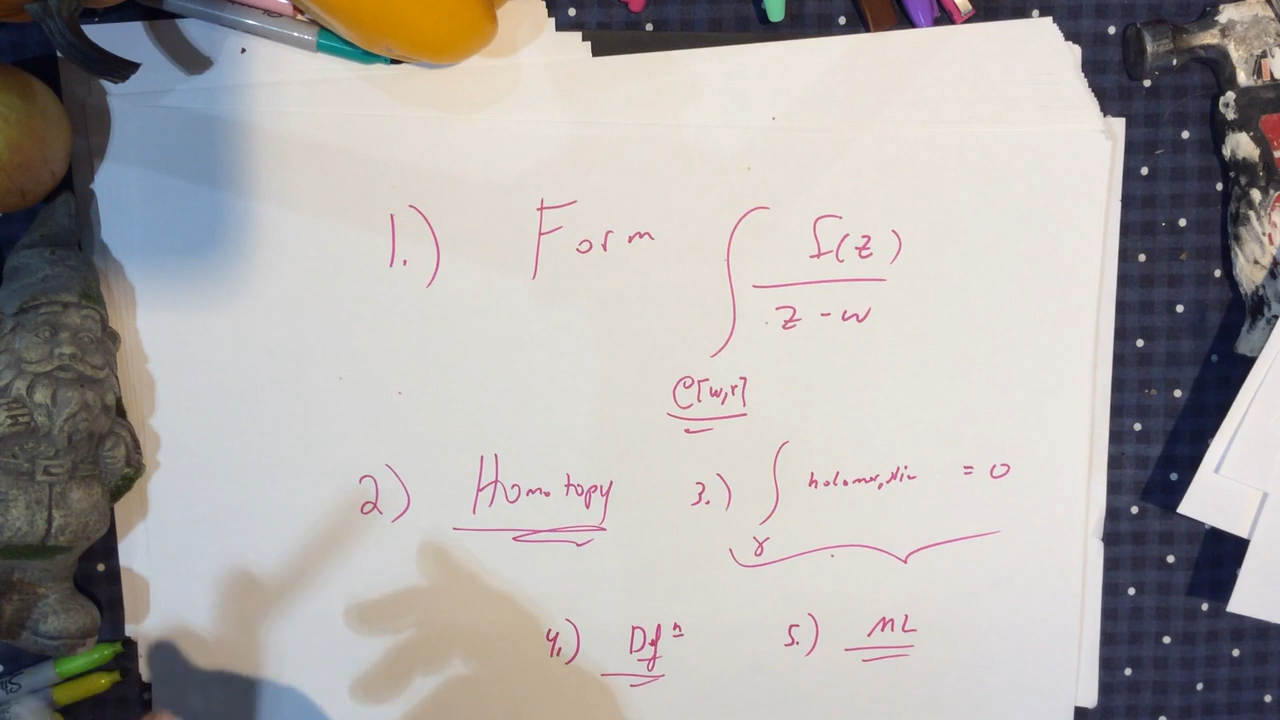 1.) Form ∫ f(z) / z - w
C[w,r]
2) Homotopy 3.) ∫ holomorphic = 0
γ
4.) Dfⁿ 5.) ML